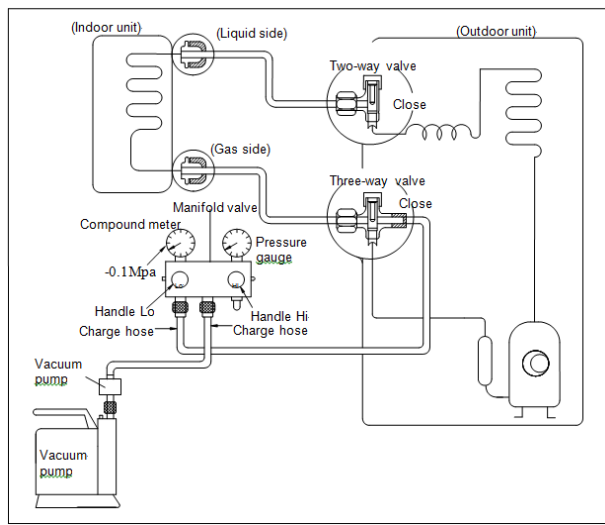 (Indoor unit)
(Liquid side)
(Outdoor unit)
Two-way valve
Close
(Gas side)
Three-way valve
Close
Manifold valve
Compound meter
Pressure
gauge
-0.1Mpa
Handle Lo
Handle Hi
Charge hose
Charge hose
Vacuum
pump
Vacuum
pump